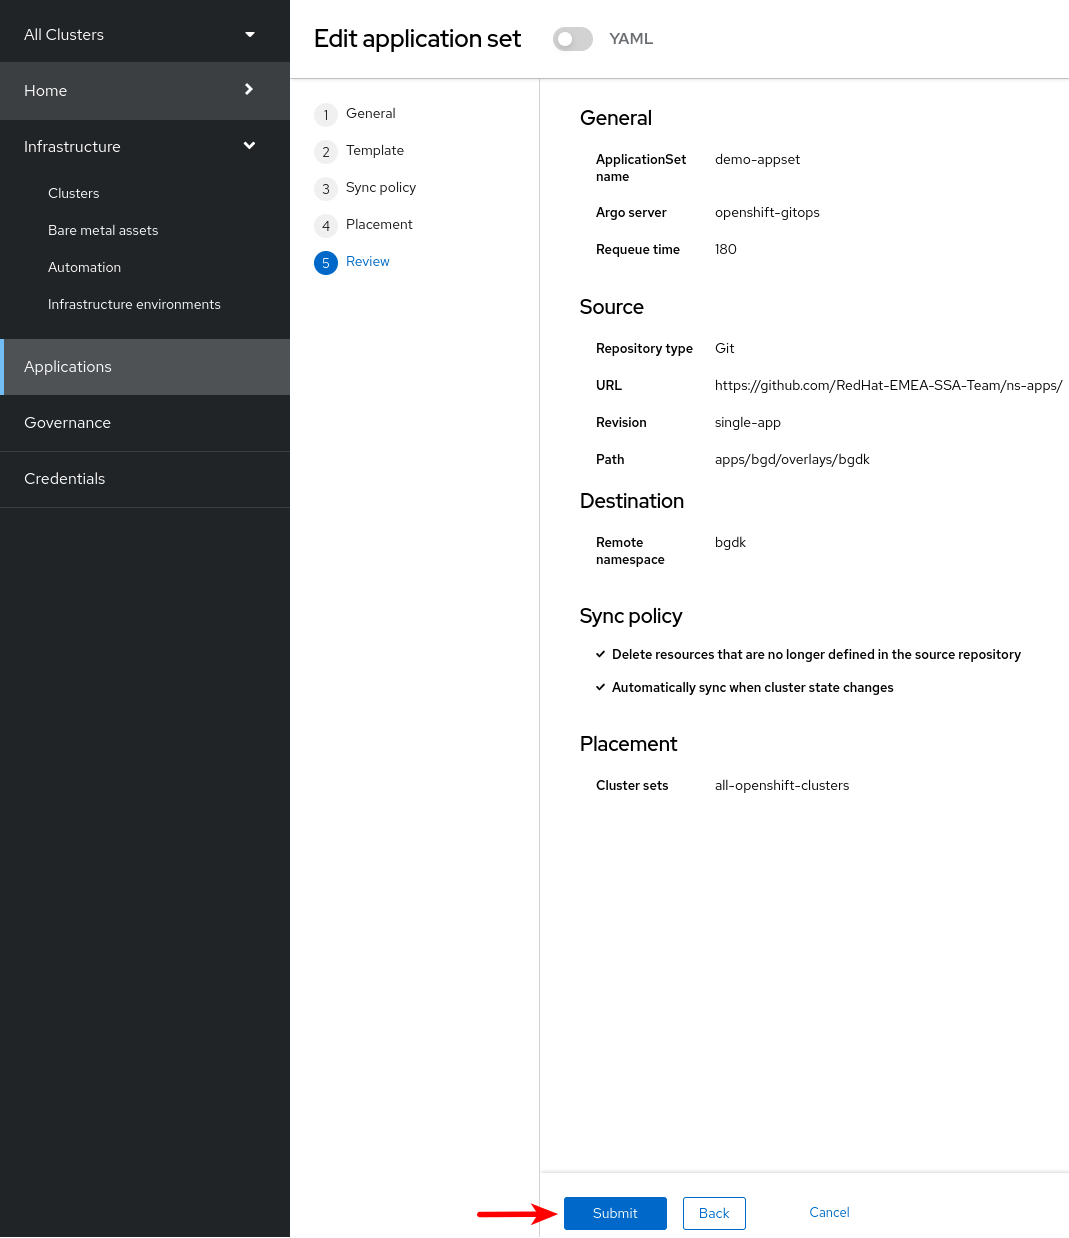 All Clusters
Home
Infrastructure
Clusters
Bare metal assets
Automation
Infrastructure environments
Applications
Governance
Credentials
Edit application set
YAML
1 General
2 Template
3 Sync policy
4 Placement
5 Review
General
ApplicationSet name
demo-appset
Argo server
openshift-gitops
Requeue time
180
Source
Repository type
Git
URL
https://github.com/RedHat-EMEA-SSA-Team/ns-apps/
Revision
single-app
Path
apps/bgd/overlays/bgdk
Destination
Remote namespace
bgdk
Sync policy
Delete resources that are no longer defined in the source repository
Automatically sync when cluster state changes
Placement
Cluster sets
all-openshift-clusters
Submit
Back
Cancel